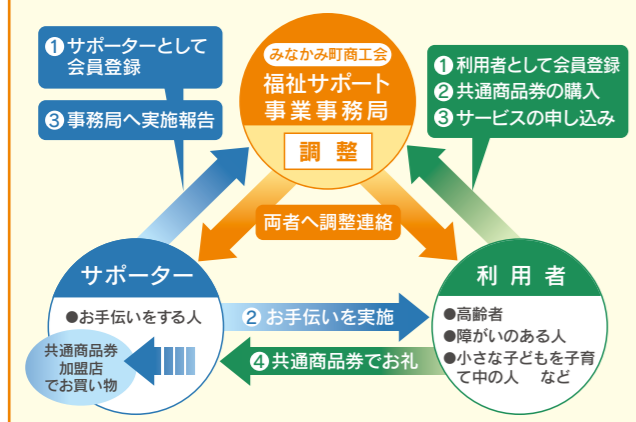 ❶サポーターとして
会員登録
❸事務局へ実施報告
みなかみ町商工会
福祉サポート
事業事務局
調整
❶利用者として会員登録
❷共通商品券の購入
❸サービスの申し込み
両者へ調整連絡
サポーター
●お手伝いをする人
共通商品券
加盟店
でお買い物
❷お手伝いを実施
❹共通商品券でお礼
利用者
●高齢者
●障がいのある人
●小さな子どもを子育
て中の人 など